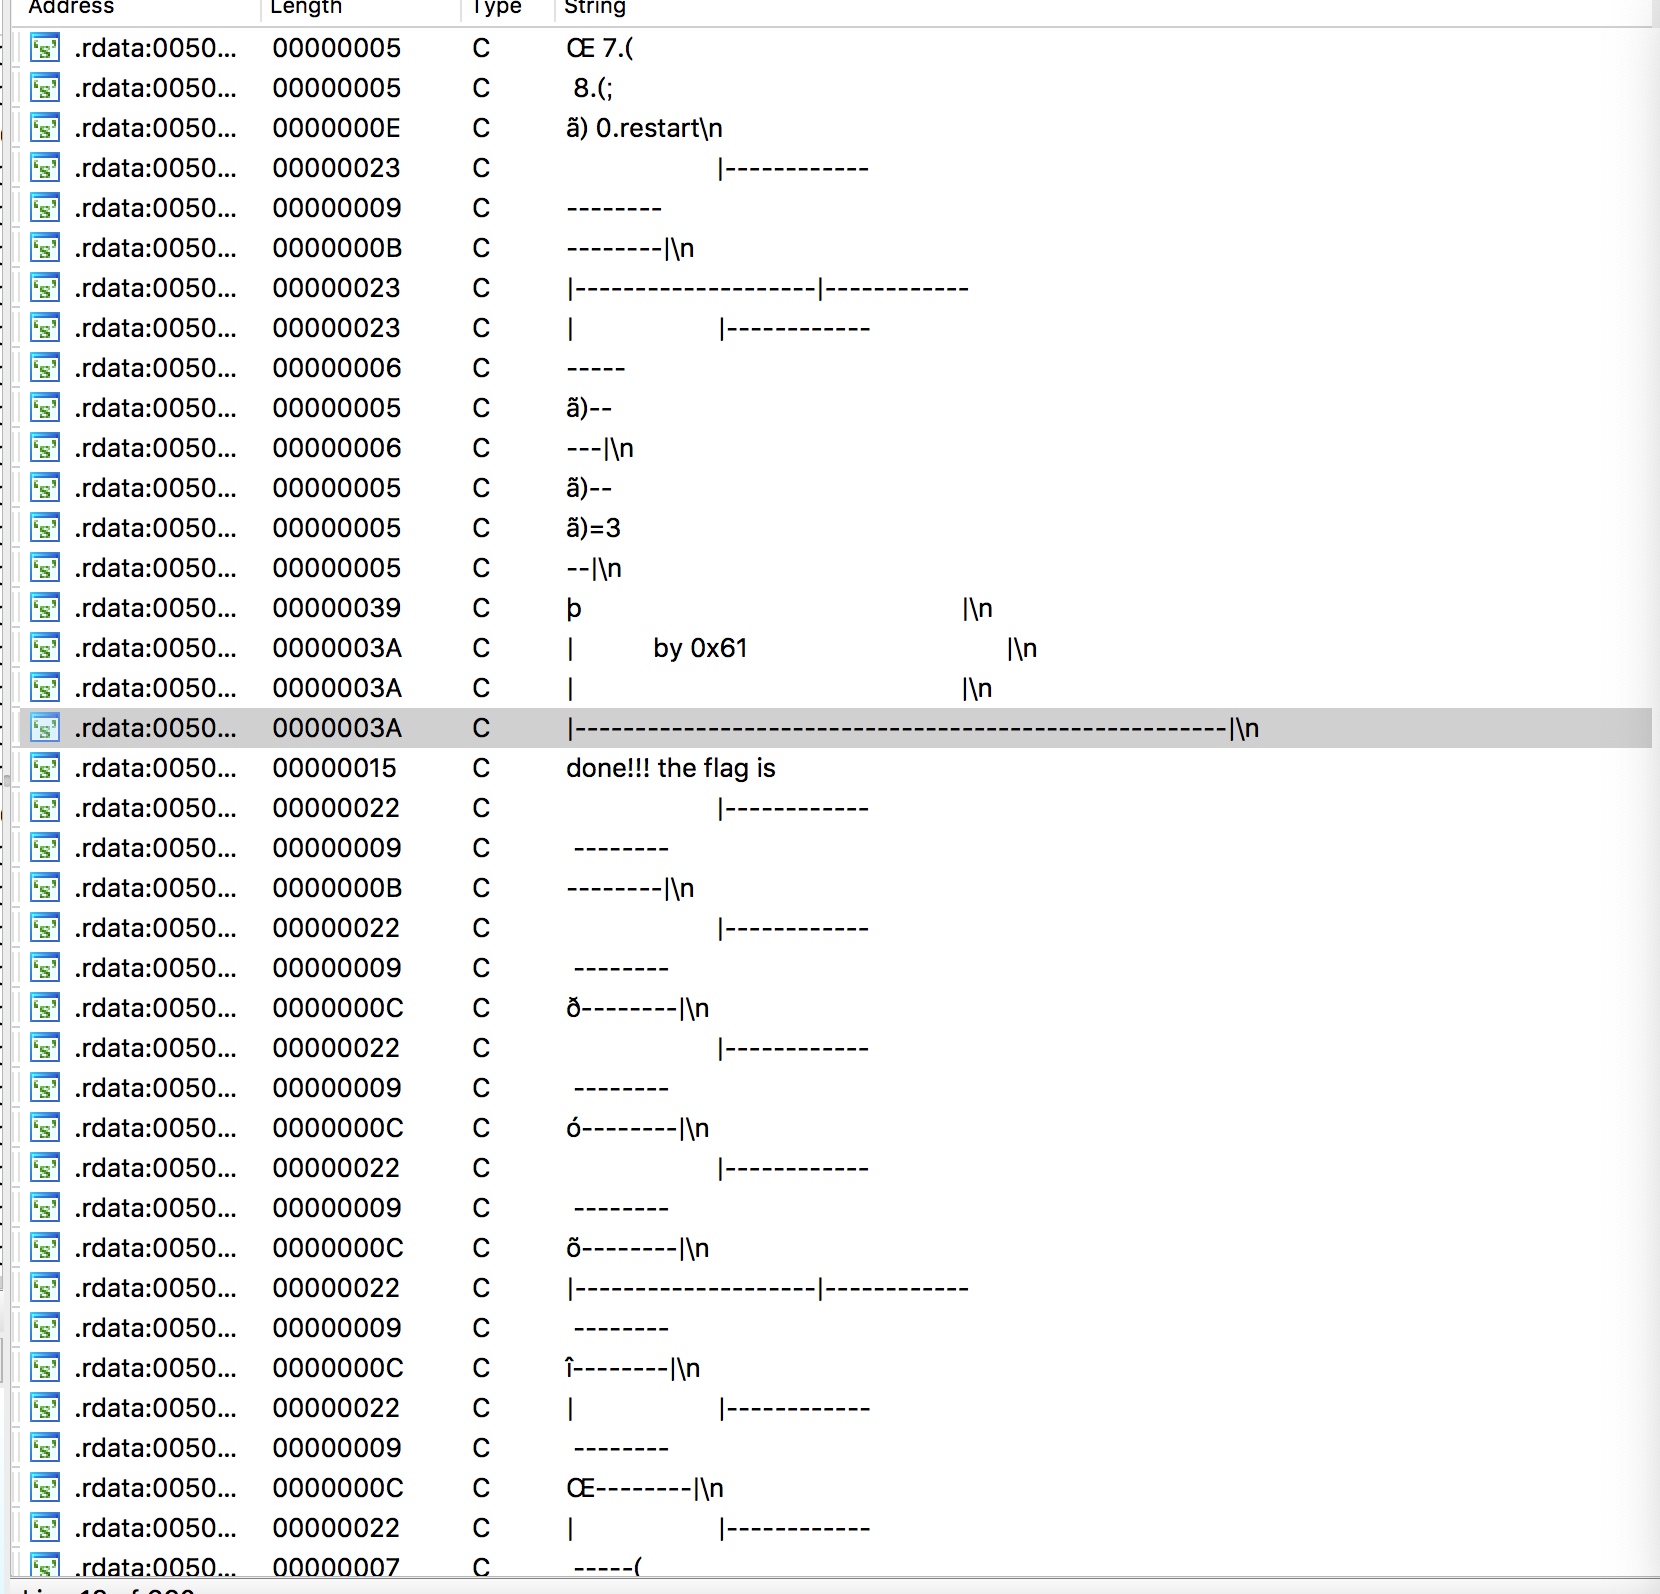 Address Length Type String
.rdata:0050... 00000005 C Œ 7.(
.rdata:0050... 00000005 C 8.(;
.rdata:0050... 0000000E C ã) 0.restart\n
.rdata:0050... 00000023 C |------------
.rdata:0050... 00000009 C --------
.rdata:0050... 0000000B C --------|\n
.rdata:0050... 00000023 C |--------------------|------------
.rdata:0050... 00000023 C | |------------
.rdata:0050... 00000006 C -----
.rdata:0050... 00000005 C ã)--
.rdata:0050... 00000006 C ---|\n
.rdata:0050... 00000005 C ã)--
.rdata:0050... 00000005 C ã)=3
.rdata:0050... 00000005 C --|\n
.rdata:0050... 00000039 C þ |\n
.rdata:0050... 0000003A C | by 0x61 |\n
.rdata:0050... 0000003A C | |\n
.rdata:0050... 0000003A C |------------------------------------------------------|\n
.rdata:0050... 00000015 C done!!! the flag is
.rdata:0050... 00000022 C |------------
.rdata:0050... 00000009 C --------
.rdata:0050... 0000000B C --------|\n
.rdata:0050... 00000022 C |------------
.rdata:0050... 00000009 C --------
.rdata:0050... 0000000C C ð--------|\n
.rdata:0050... 00000022 C |------------
.rdata:0050... 00000009 C --------
.rdata:0050... 0000000C C ó--------|\n
.rdata:0050... 00000022 C |------------
.rdata:0050... 00000009 C --------
.rdata:0050... 0000000C C õ--------|\n
.rdata:0050... 00000022 C |--------------------|------------
.rdata:0050... 00000009 C --------
.rdata:0050... 0000000C C î--------|\n
.rdata:0050... 00000022 C | |------------
.rdata:0050... 00000009 C --------
.rdata:0050... 0000000C C Œ--------|\n
.rdata:0050... 00000022 C | |------------
.rdata:0050... 00000007 C -----(